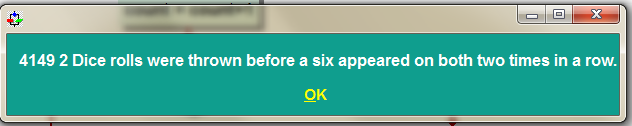 4149 2 Dice rolls were thrown before a six appeared on both two times in a row.
OK